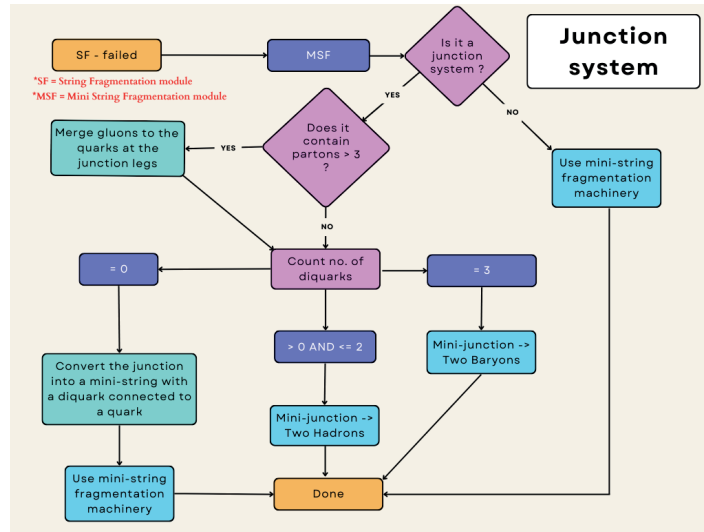 SF - failed
MSF
Is it a
junction
system ?
Junction
system
*SF = String Fragmentation module
*MSF = Mini String Fragmentation module
YES
NO
Does it
contain
partons > 3
?
YES
Merge gluons to the
quarks at the
junction legs
Use mini-string
fragmentation
machinery
NO
Count no. of
diquarks
= 0
= 3
> 0 AND <= 2
Mini-junction ->
Two Baryons
Convert the junction
into a mini-string with
a diquark connected to
a quark
Mini-junction ->
Two Hadrons
Use mini-string
fragmentation
machinery
Done